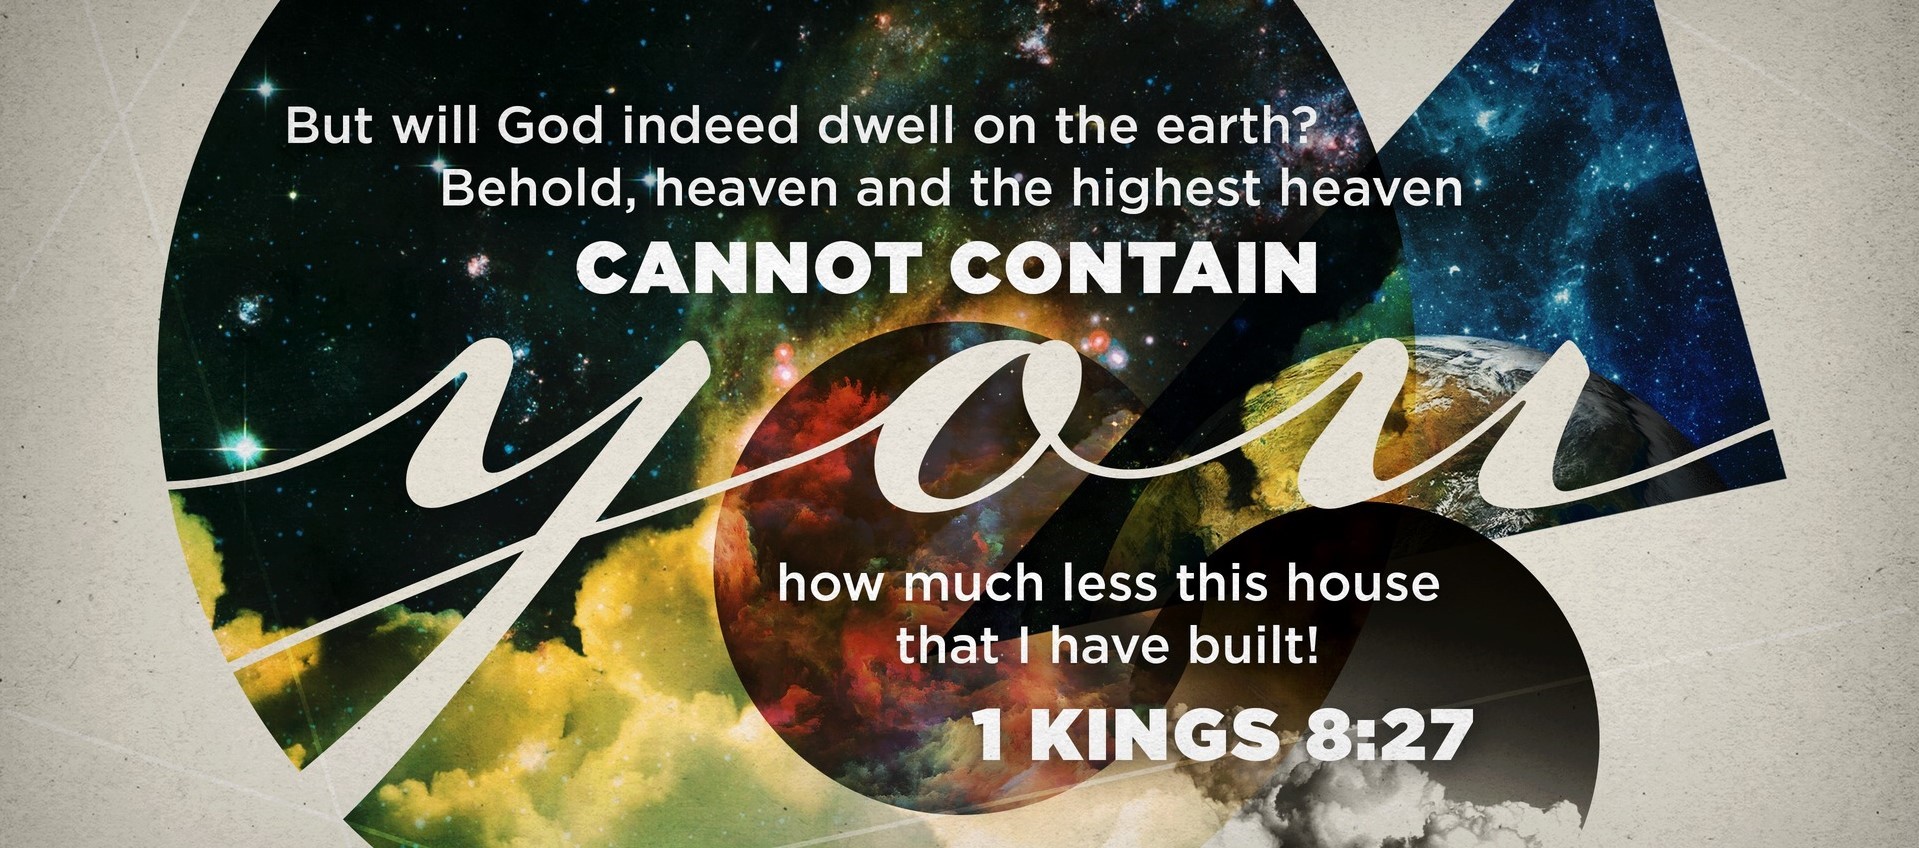 But will God indeed dwell on the earth?
Behold, heaven and the highest heaven
CANNOT CONTAIN
you
how much less this house
that I have built!
1 KINGS 8:27